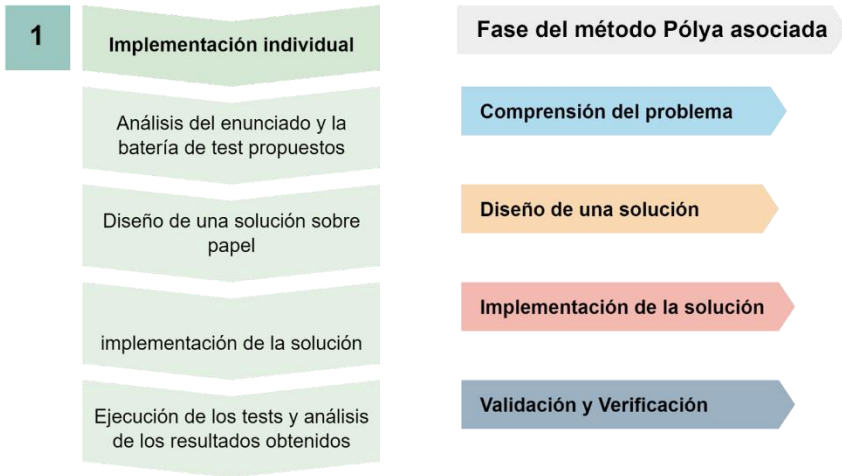 1
Implementación individual
Fase del método Pólya asociada
Análisis del enunciado y la
batería de test propuestos
Comprensión del problema
Diseño de una solución sobre
papel
Diseño de una solución
implementación de la solución
Implementación de la solución
Ejecución de los tests y análisis
de los resultados obtenidos
Validación y Verificación